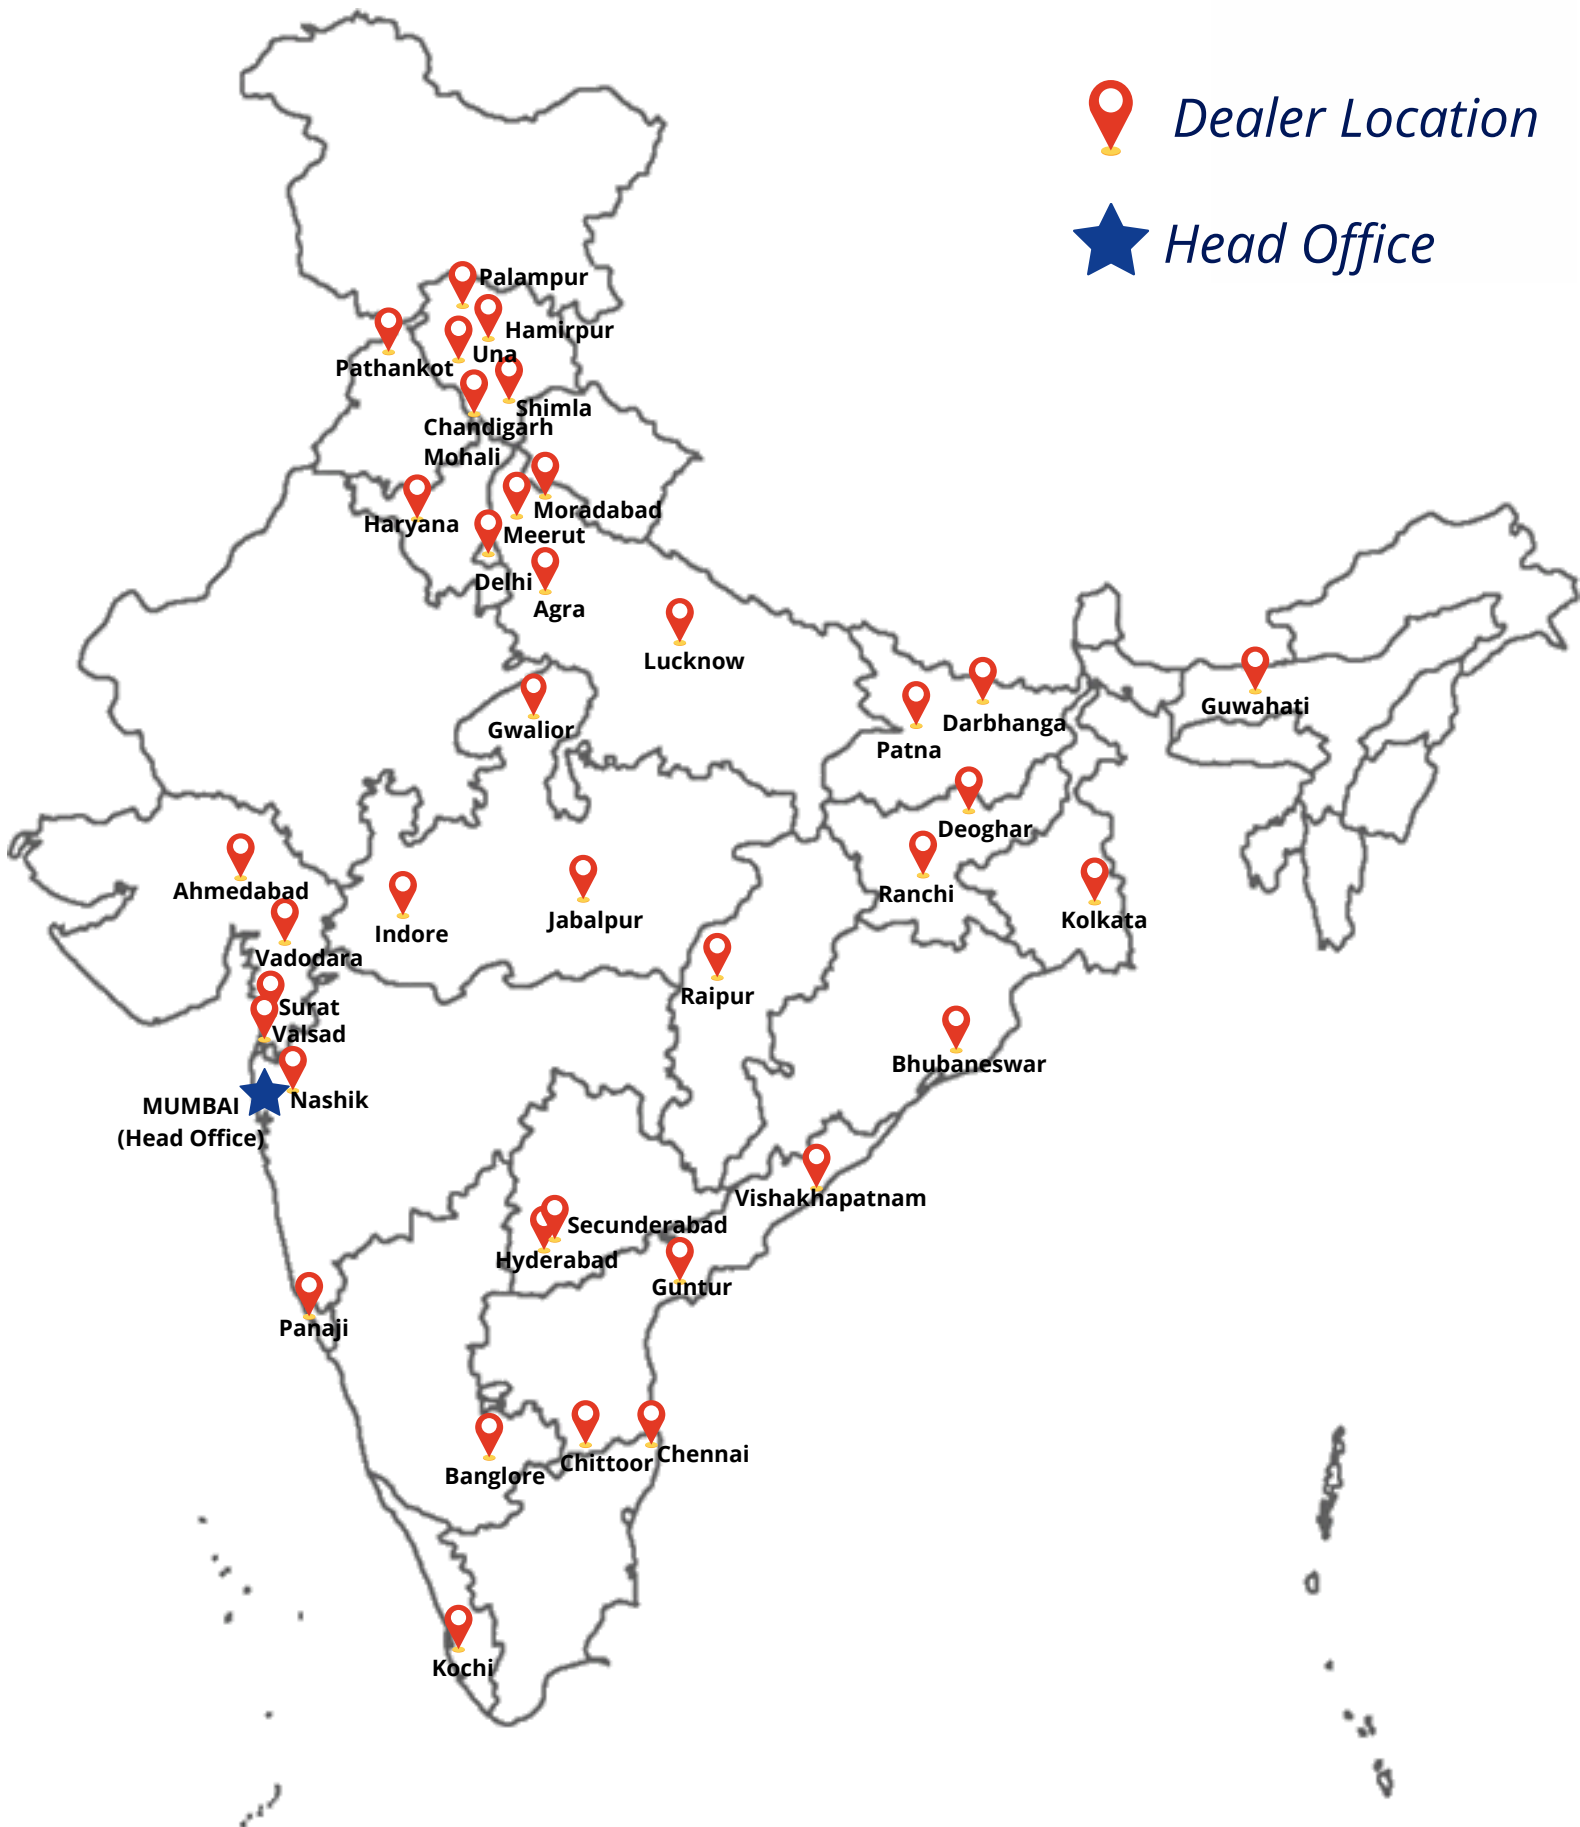 Dealer Location
Head Office
Palampur
Hamirpur
Una
Pathankot
Shimla
Chandigarh
Mohali
Moradabad
Haryana
Meerut
Delhi
Agra
Lucknow
Guwahati
Darbhanga
Gwalior
Patna
Deoghar
Ahmedabad
Ranchi
Jabalpur
Kolkata
Indore
Vadodara
Raipur
Surat
Valsad
Bhubaneswar
Nashik
MUMBAI
(Head Office)
Vishakhapatnam
Secunderabad
Hyderabad
Guntur
Panaji
Chennai
Chittoor
Banglore
Kochi